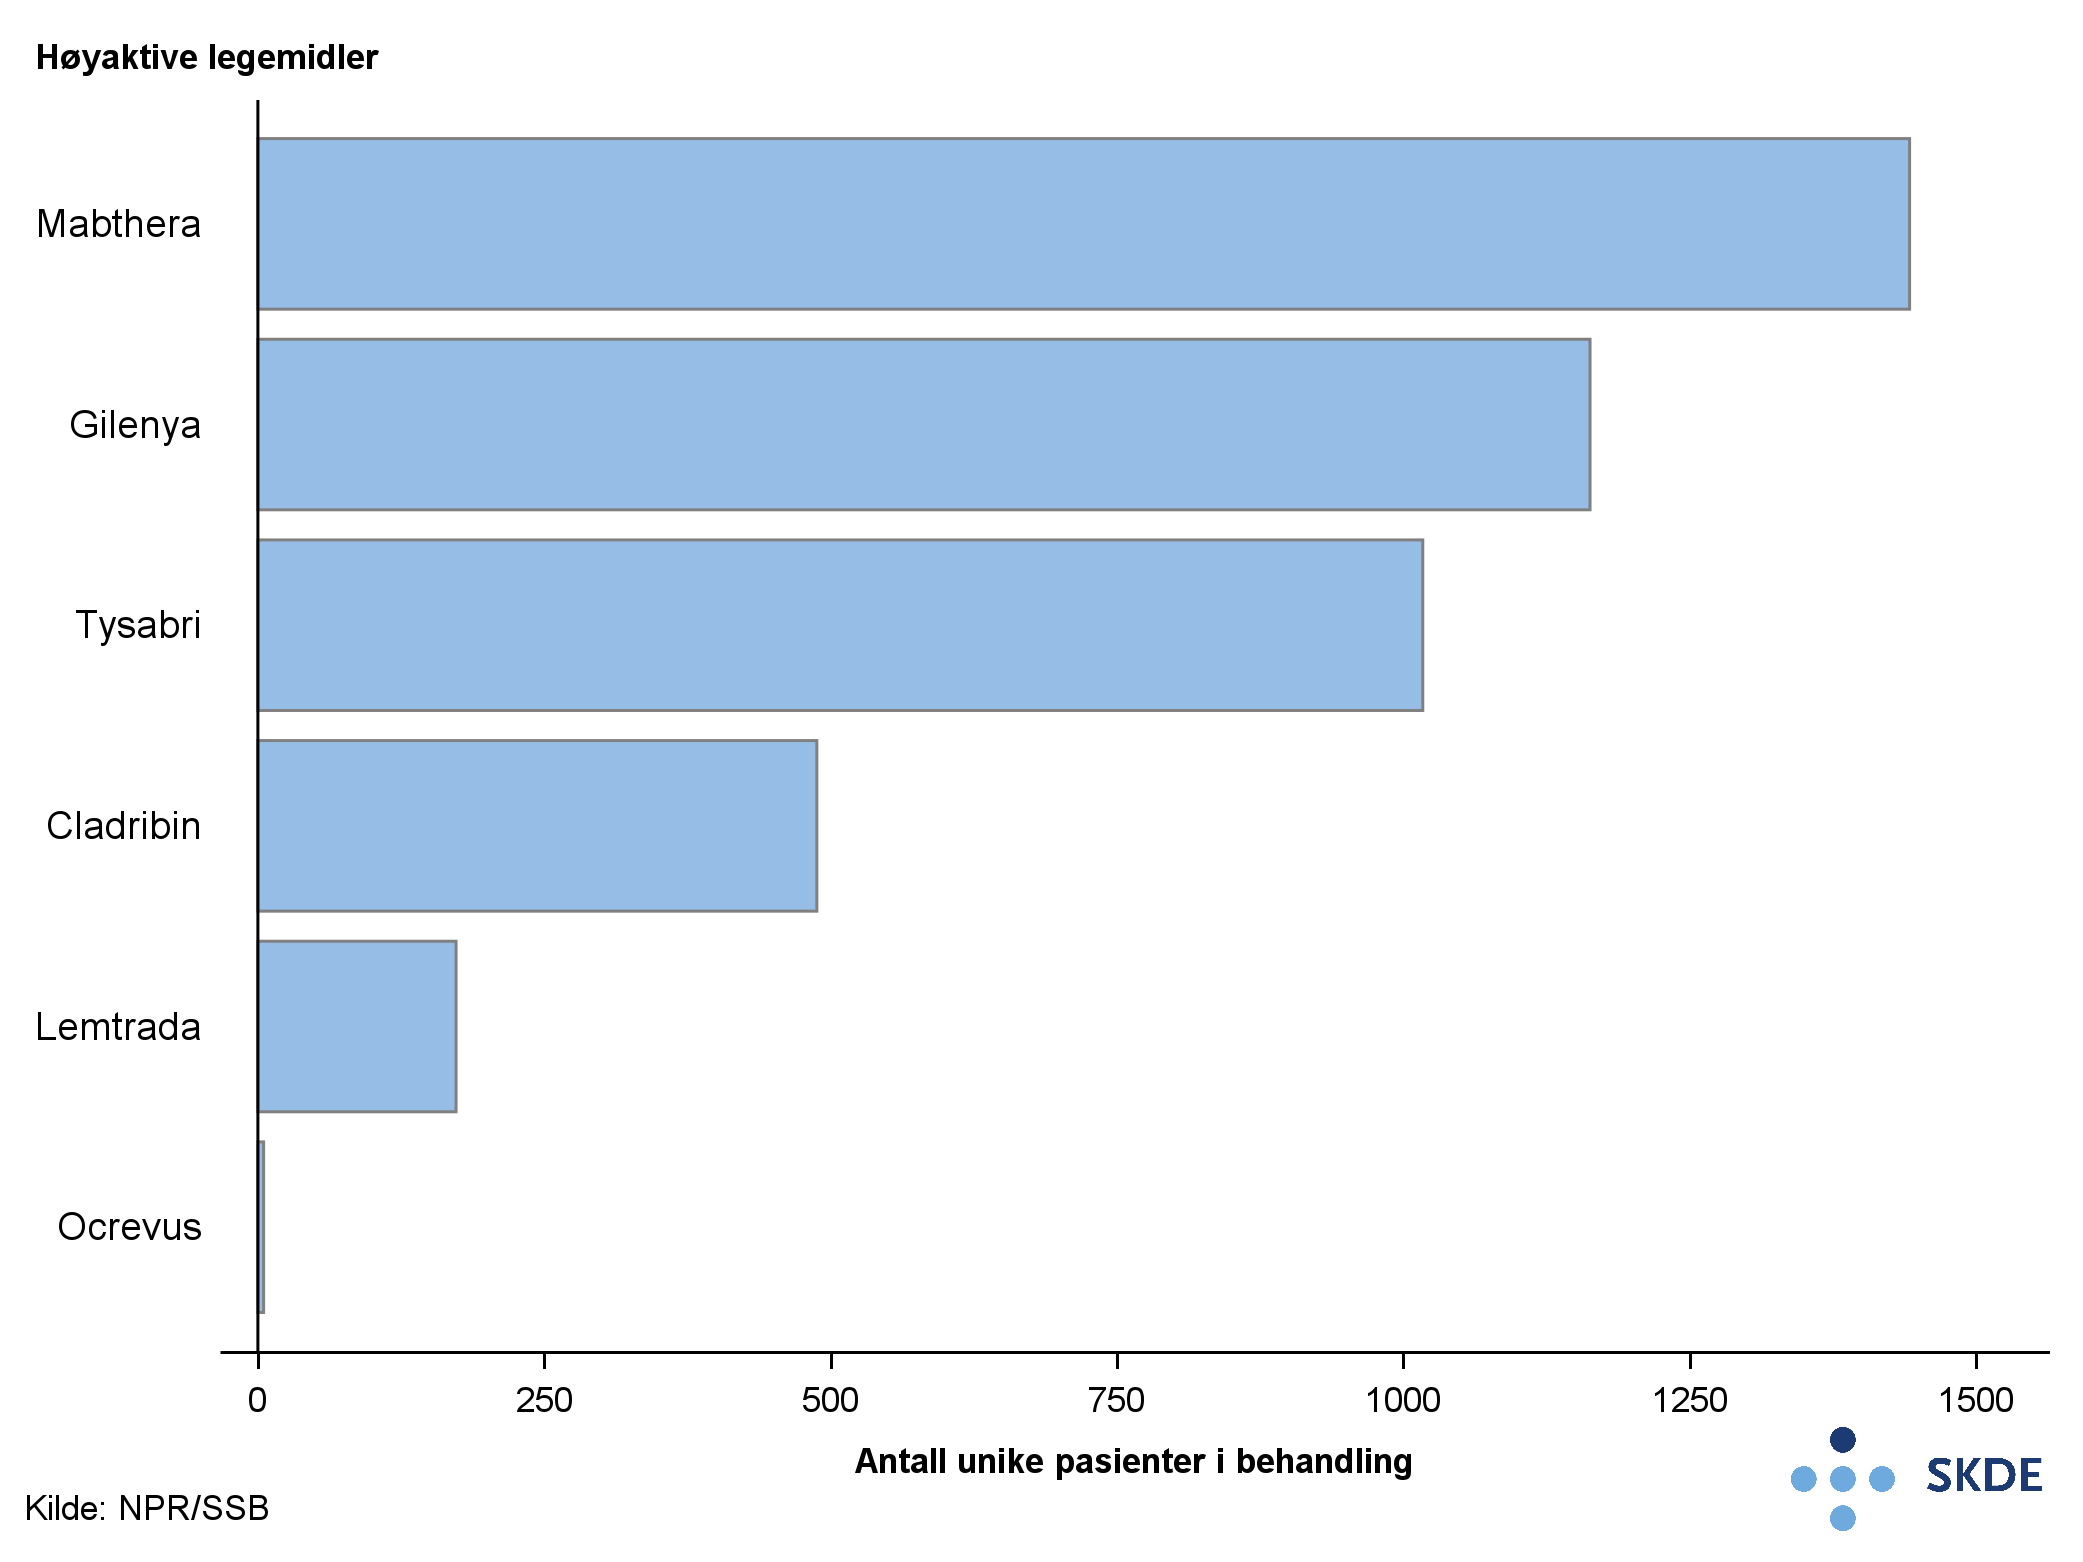 Høyaktive legemidler
Mabthera
Gilenya
Tysabri
Cladribin
Lemtrada
Ocrevus
0 250 500 750 1000 1250 1500
Antall unike pasienter i behandling
SKDE
Kilde: NPR/SSB